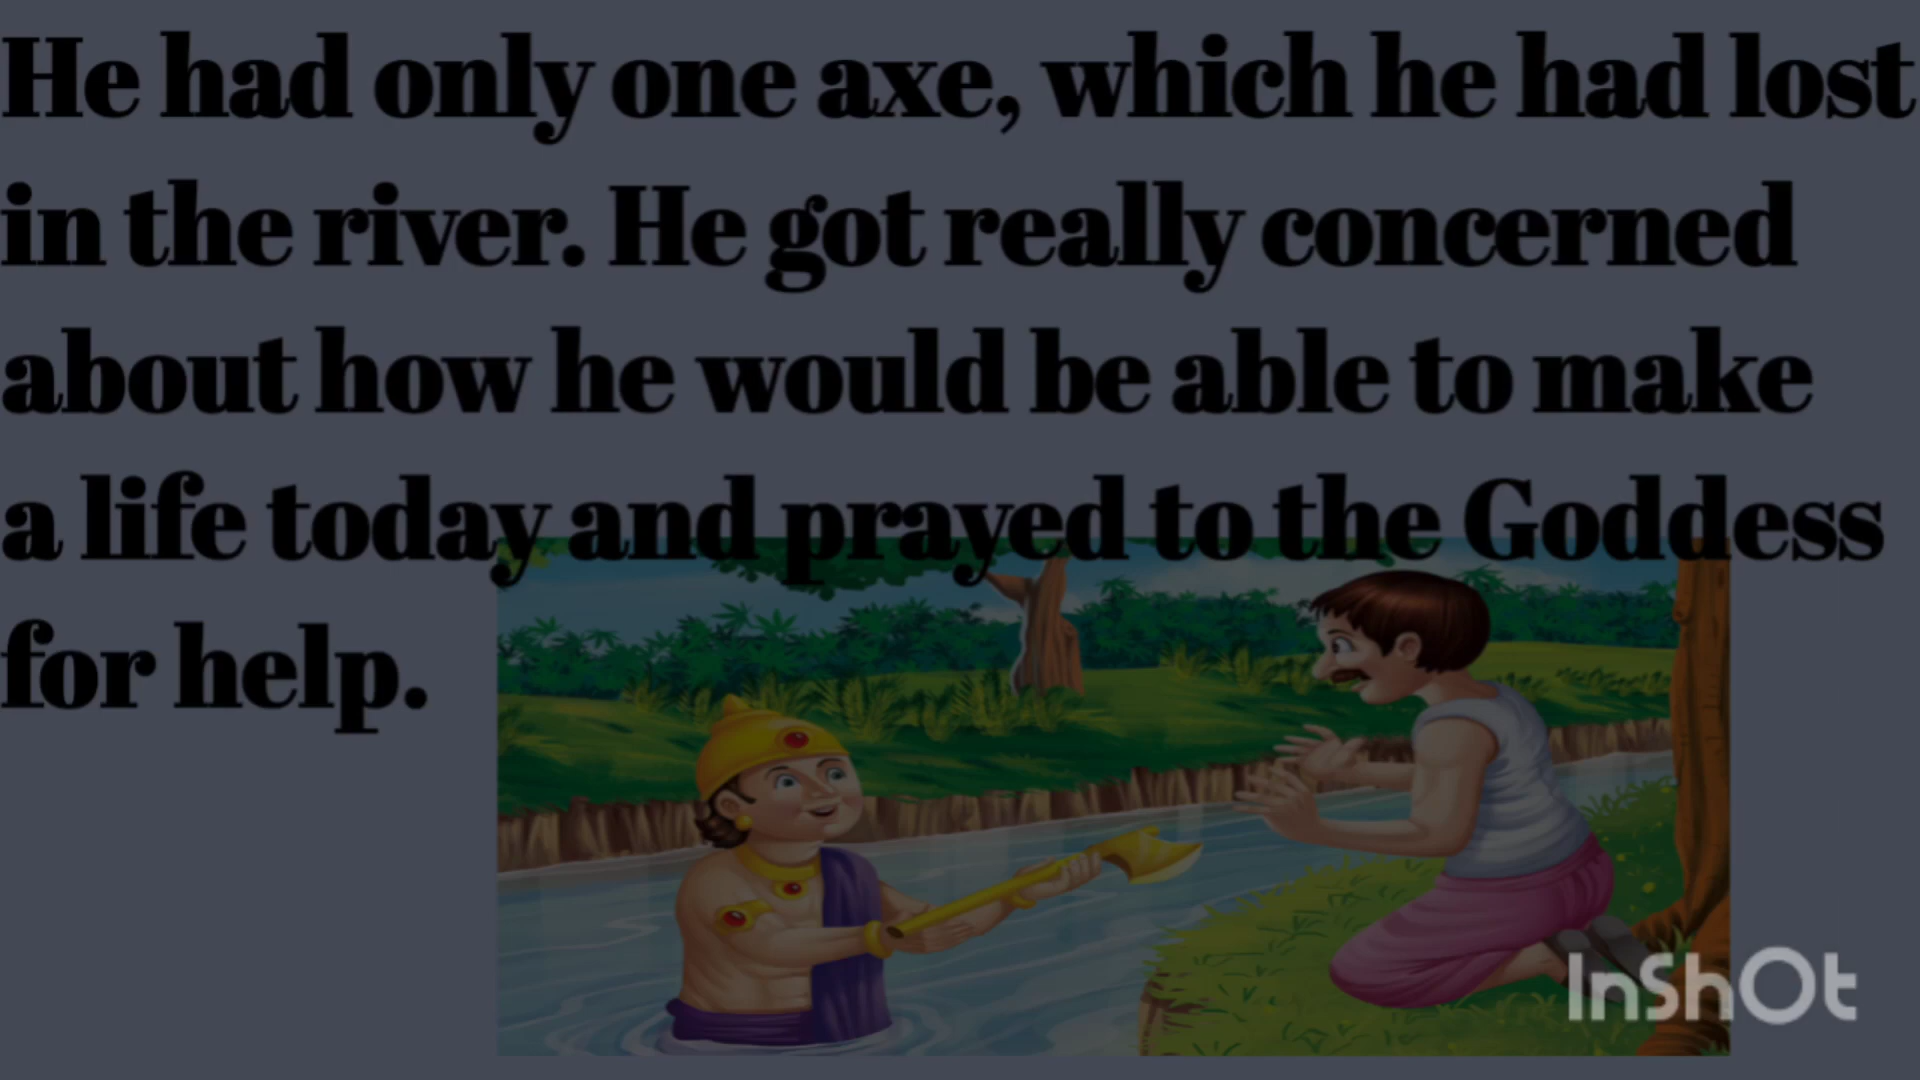 He had only one axe, which he had lost
in the river. He got really concerned
about how he would be able to make
a life today and prayed to the Goddess
for help.
InShOt